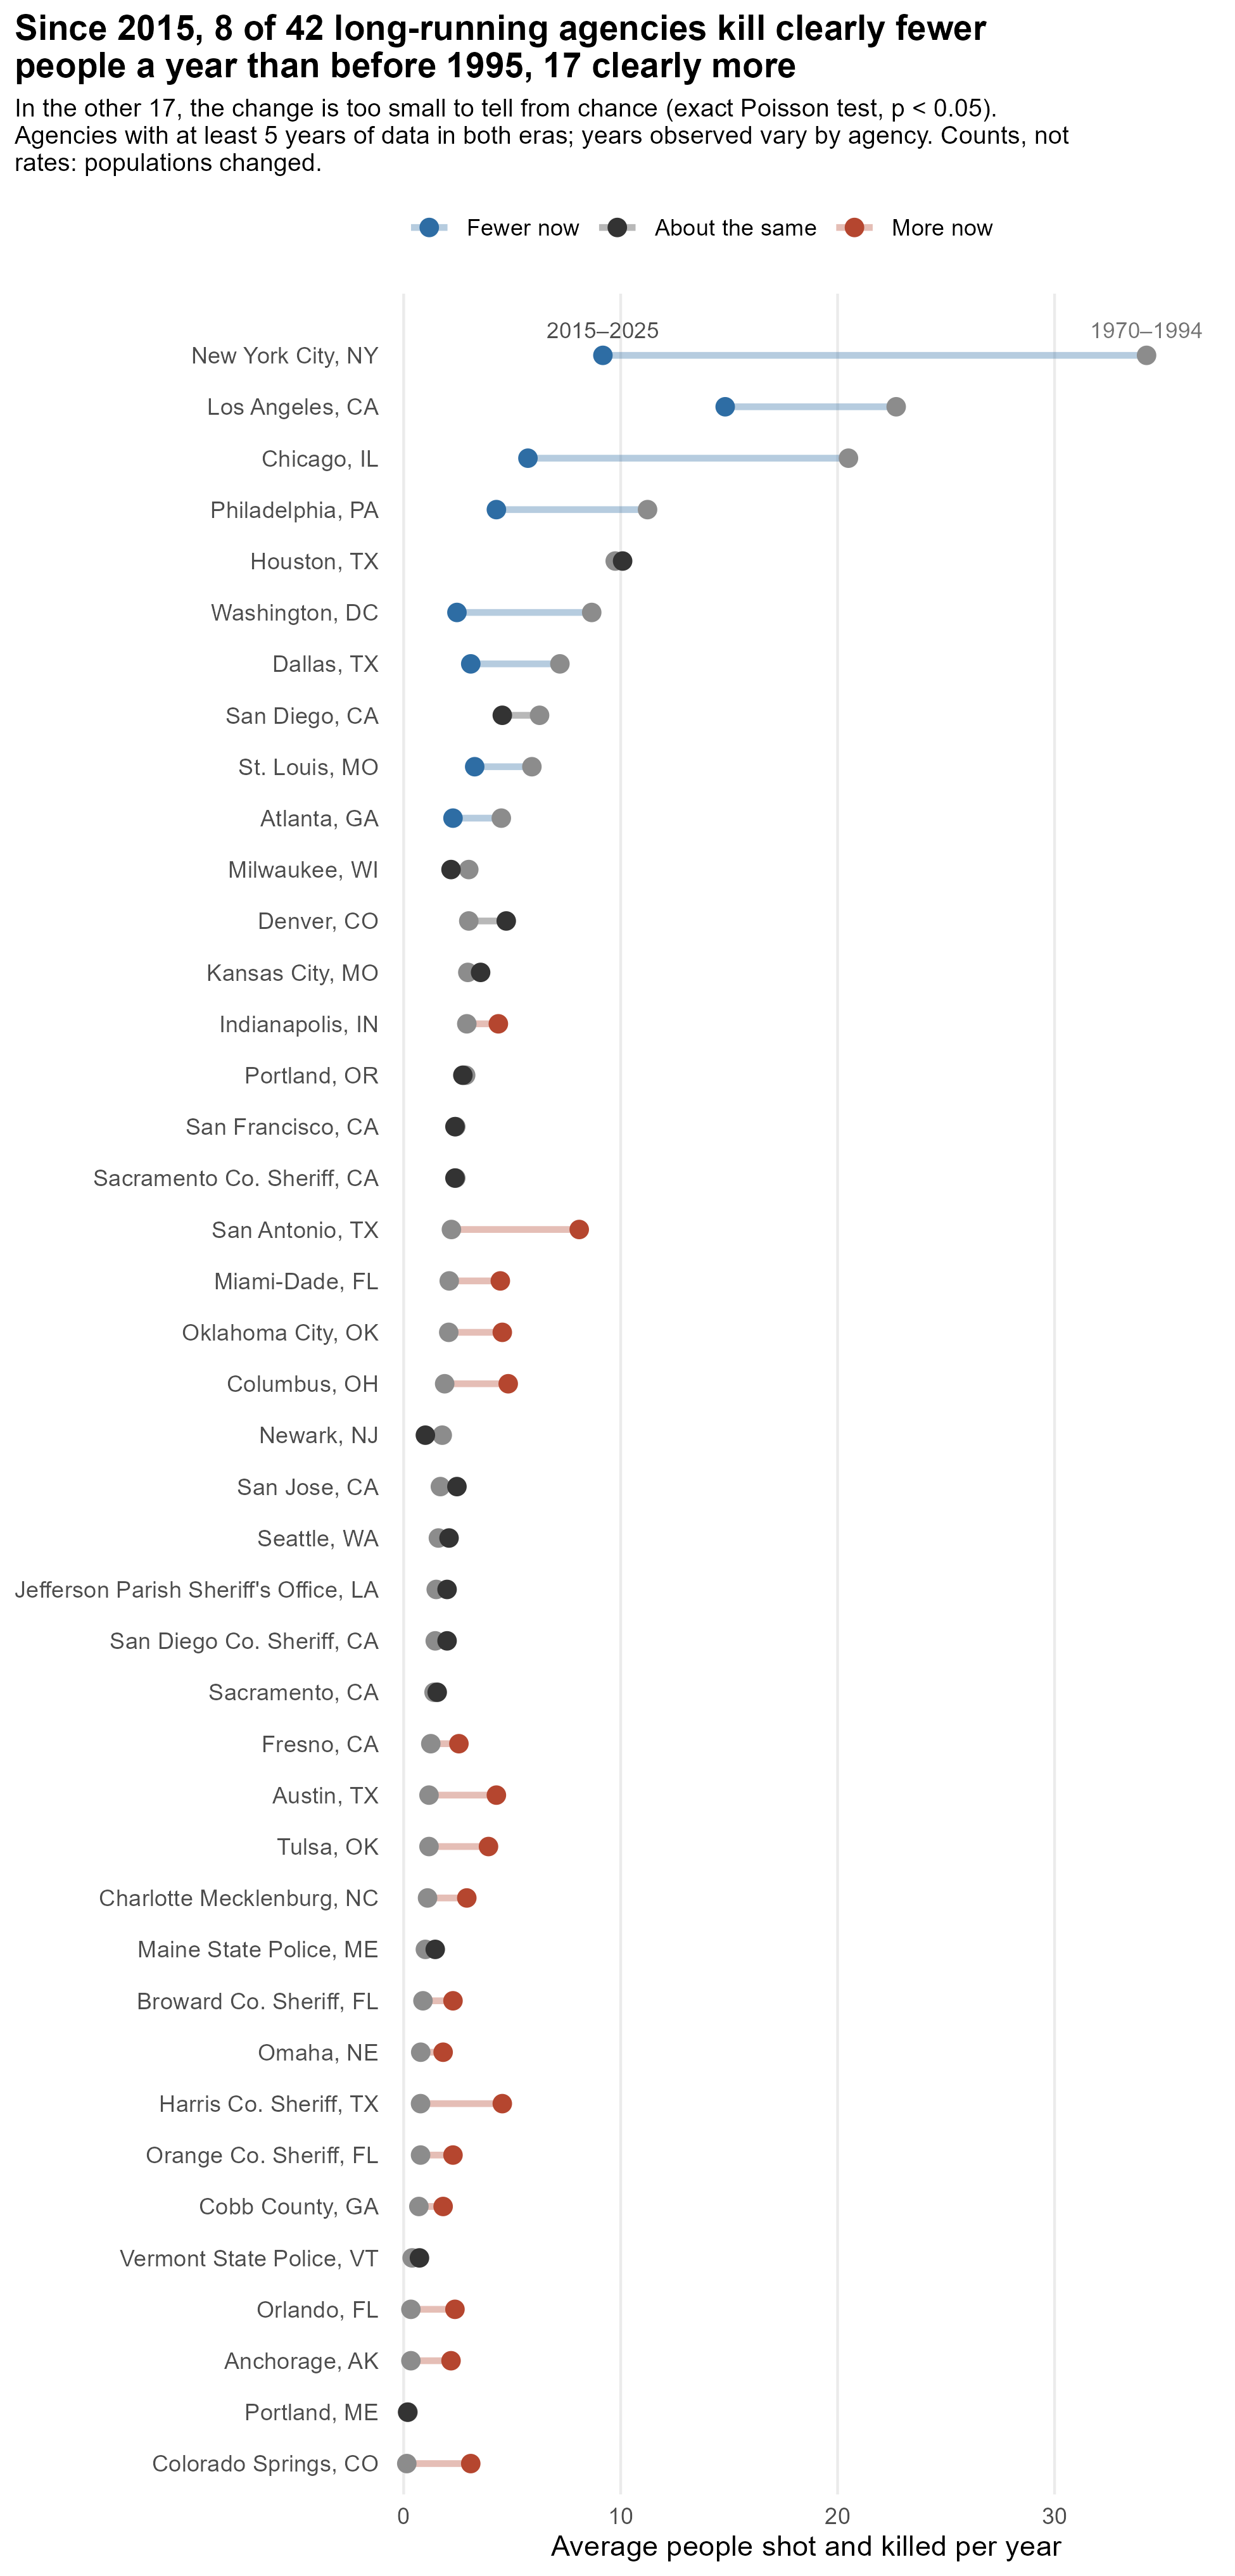 Since 2015, 8 of 42 long-running agencies kill clearly fewer
people a year than before 1995, 17 clearly more
In the other 17, the change is too small to tell from chance (exact Poisson test, p < 0.05).
Agencies with at least 5 years of data in both eras; years observed vary by agency. Counts, not
rates: populations changed.
Fewer now About the same More now
2015–2025 1970–1994
New York City, NY
Los Angeles, CA
Chicago, IL
Philadelphia, PA
Houston, TX
Washington, DC
Dallas, TX
San Diego, CA
St. Louis, MO
Atlanta, GA
Milwaukee, WI
Denver, CO
Kansas City, MO
Indianapolis, IN
Portland, OR
San Francisco, CA
Sacramento Co. Sheriff, CA
San Antonio, TX
Miami-Dade, FL
Oklahoma City, OK
Columbus, OH
Newark, NJ
San Jose, CA
Seattle, WA
Jefferson Parish Sheriff's Office, LA
San Diego Co. Sheriff, CA
Sacramento, CA
Fresno, CA
Austin, TX
Tulsa, OK
Charlotte Mecklenburg, NC
Maine State Police, ME
Broward Co. Sheriff, FL
Omaha, NE
Harris Co. Sheriff, TX
Orange Co. Sheriff, FL
Cobb County, GA
Vermont State Police, VT
Orlando, FL
Anchorage, AK
Portland, ME
Colorado Springs, CO
0 10 20 30
Average people shot and killed per year